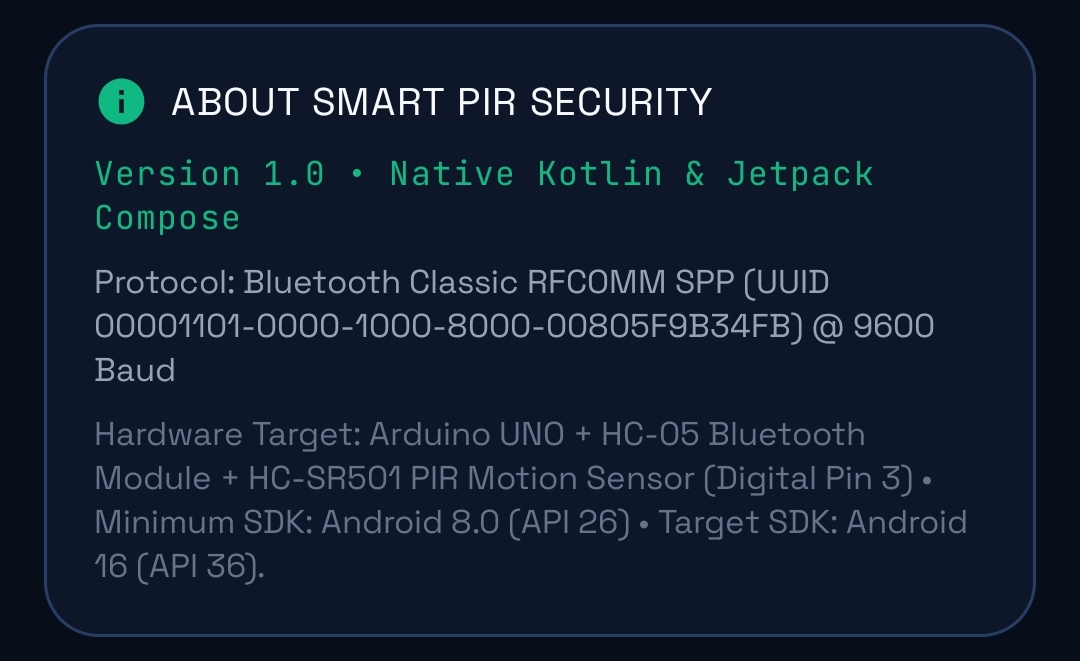 ABOUT SMART PIR SECURITY
Version 1.0 • Native Kotlin & Jetpack
Compose
Protocol: Bluetooth Classic RFCOMM SPP (UUID
00001101-0000-1000-8000-00805F9B34FB) @ 9600
Baud
Hardware Target: Arduino UNO + HC-05 Bluetooth
Module + HC-SR501 PIR Motion Sensor (Digital Pin 3) •
Minimum SDK: Android 8.0 (API 26) • Target SDK: Android
16 (API 36).